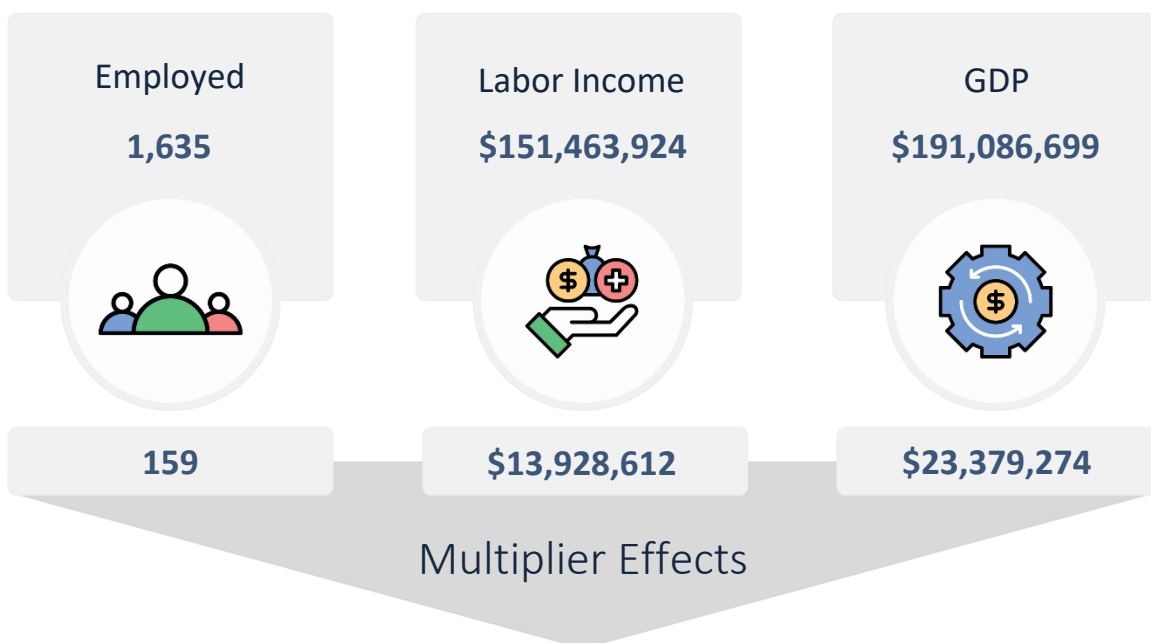 Employed
1,635
Labor Income
$151,463,924
GDP
$191,086,699
159
$13,928,612
$23,379,274
Multiplier Effects